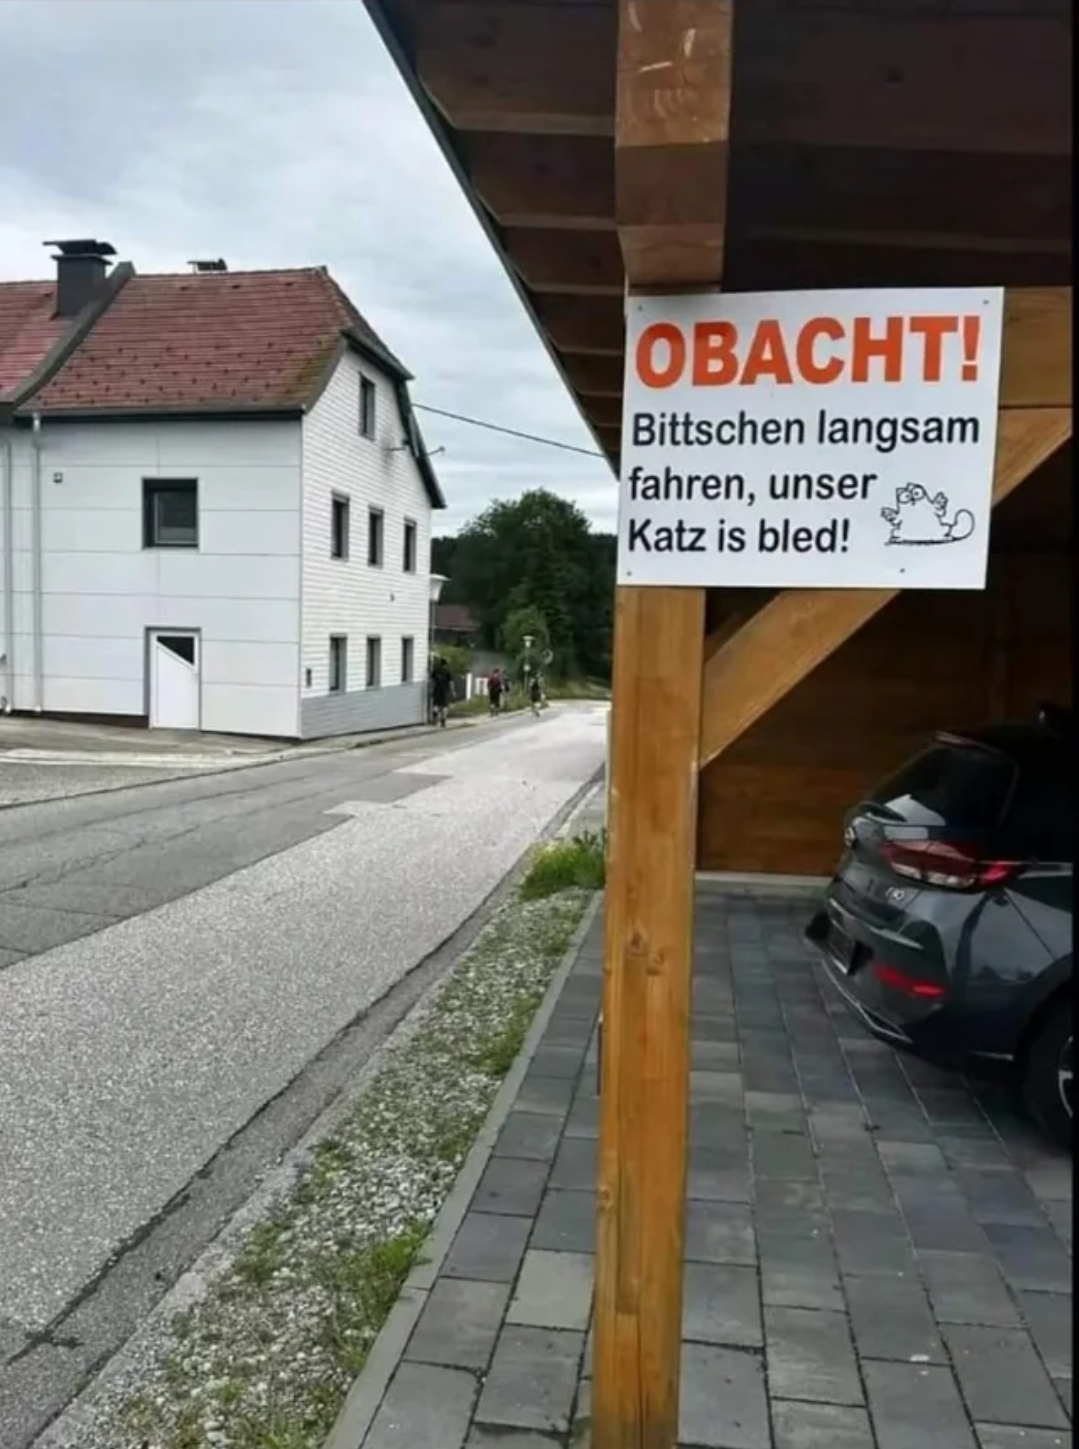 OBACHT!
Bittschen langsam
fahren, unser
Katz is bled!